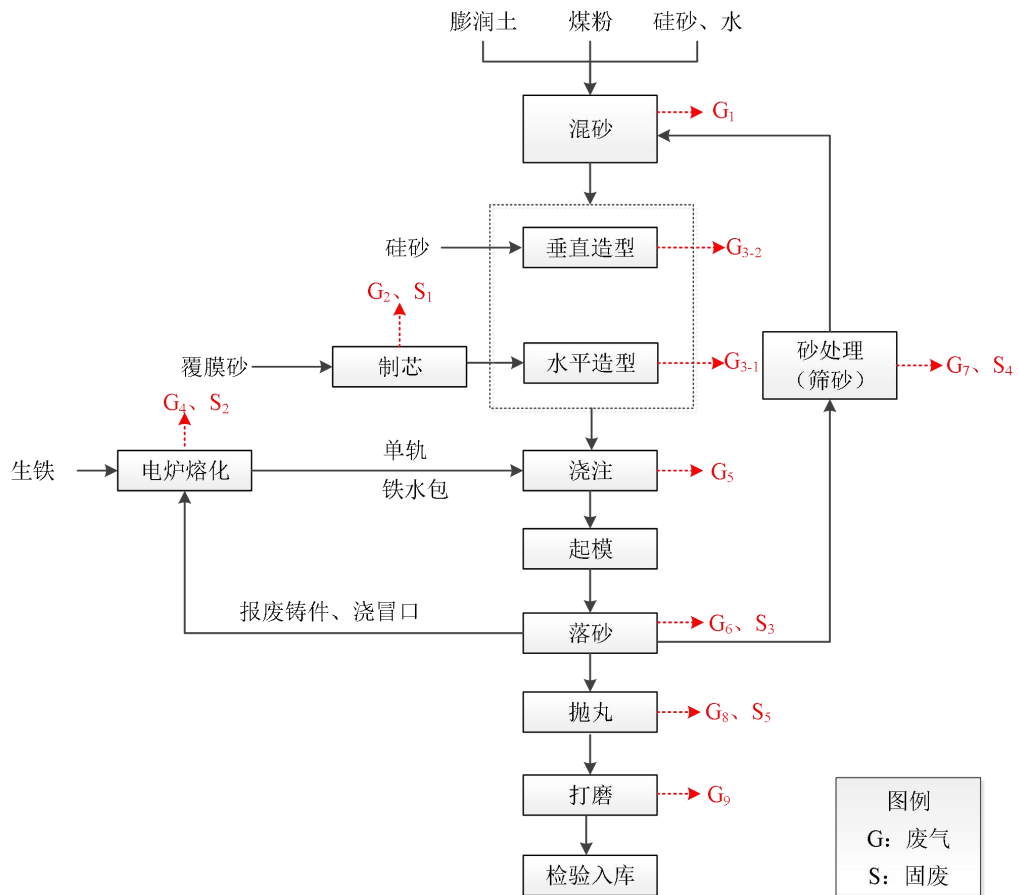 膨润土 煤粉 硅砂、水
混砂 G₁
硅砂 垂直造型 G₃₋₂
G₂、S₁
覆膜砂 制芯 水平造型 G₃₋₁ 砂处理
（筛砂） G₇、S₄
G₄、S₂
生铁 电炉熔化 单轨
铁水包 浇注 G₅
起模
报废铸件、浇冒口 落砂 G₆、S₃
抛丸 G₈、S₅
打磨 G₉
检验入库
图例
G：废气
S：固废